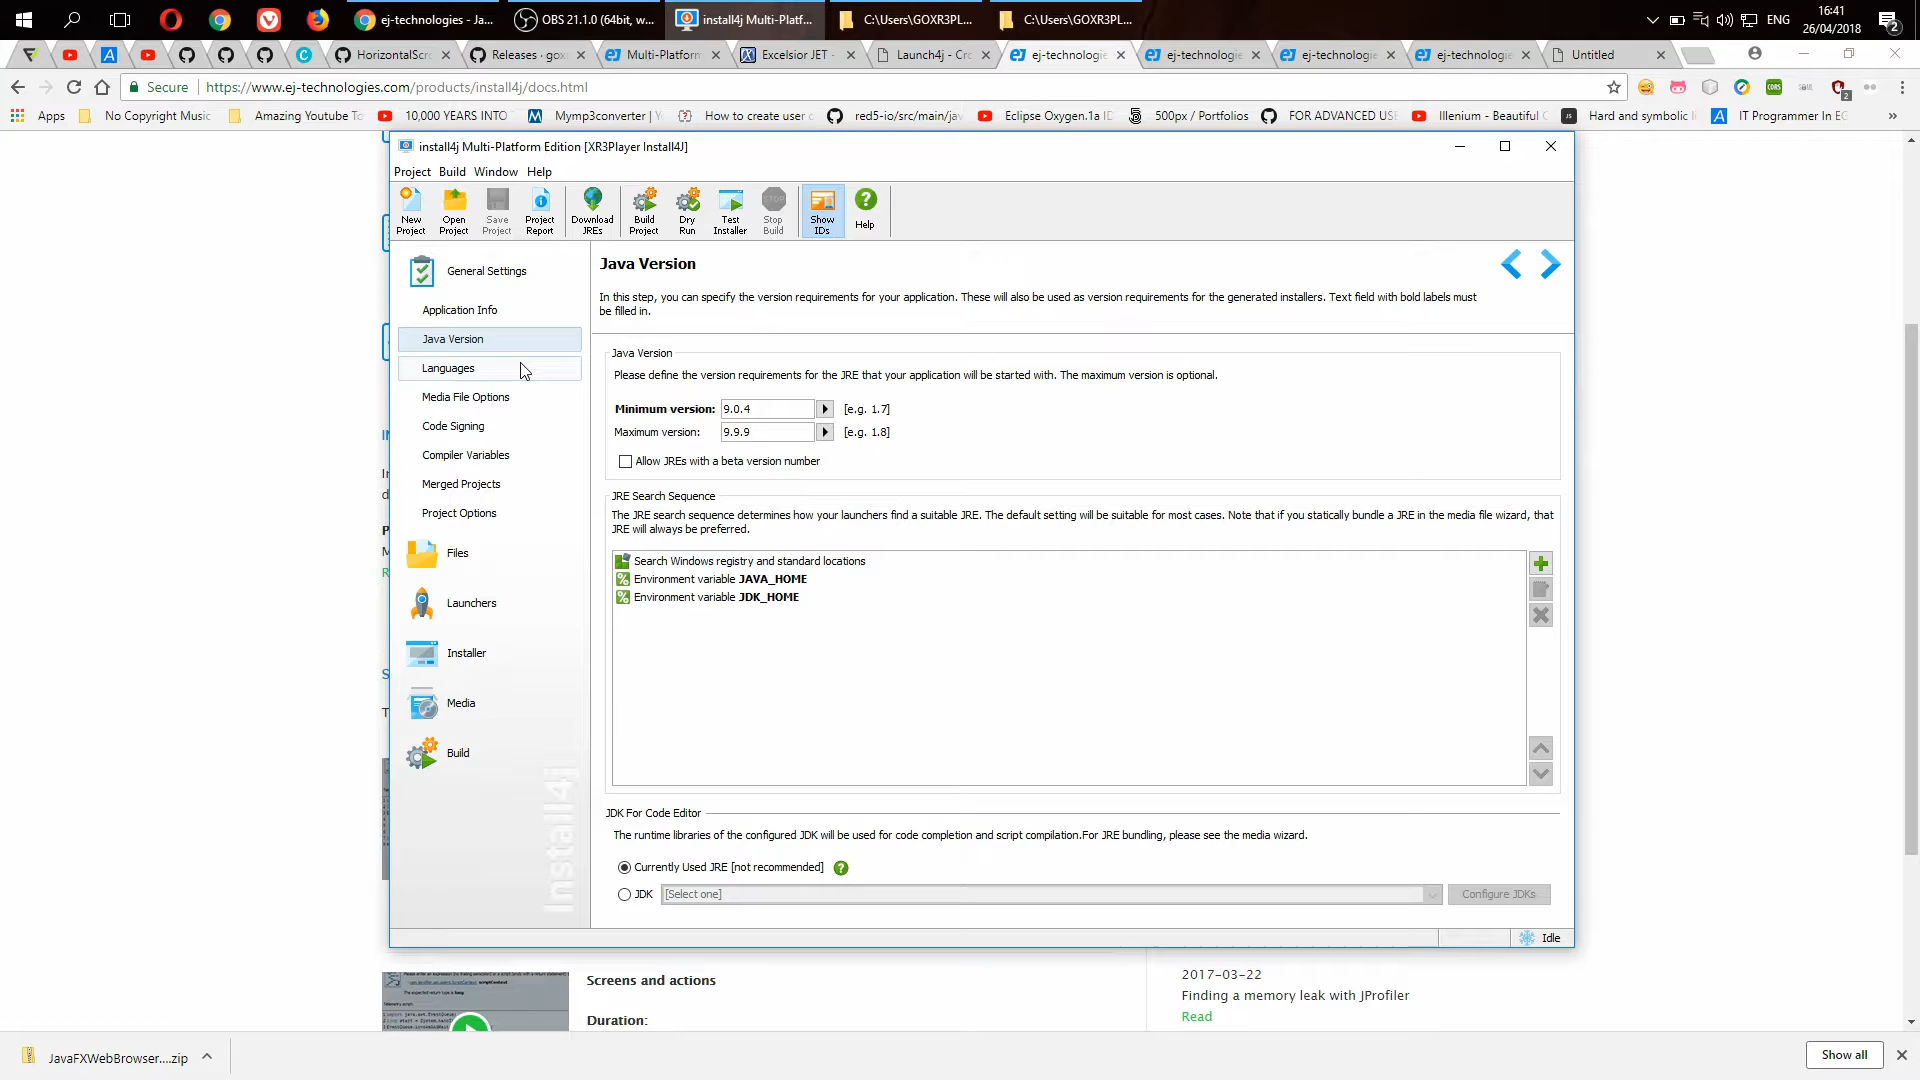 ej-technologies - Ja...
OBS 21.1.0 (64bit, w...
install4j Multi-Platf...
C:\Users\GOXR3PL...
C:\Users\GOXR3PL...
ENG
16:41
26/04/2018
2
HorizontalScr
Releases · gox
Multi-Platform
Excelsior JET -
Launch4j - Cro
ej-technologie
ej-technologie
ej-technologie
ej-technologie
Untitled
Secure
https://www.ej-technologies.com/products/install4j/docs.html
Apps
No Copyright Music
Amazing Youtube To
10,000 YEARS INTO
Mymp3converter | Y
How to create user
red5-io/src/main/jav
Eclipse Oxygen.1a ID
500px / Portfolios
FOR ADVANCED USE
Illenium - Beautiful
Hard and symbolic li
IT Programmer In EG
»
install4j Multi-Platform Edition [XR3Player Install4J]
Project
Build
Window
Help
New Project
Open Project
Save Project
Project Report
Download JREs
Build Project
Dry Run
Test Installer
Stop Build
Show IDs
Help
General Settings
Application Info
Java Version
Languages
Media File Options
Code Signing
Compiler Variables
Merged Projects
Project Options
Files
Launchers
Installer
Media
Build
install4j
Java Version
In this step, you can specify the version requirements for your application. These will also be used as version requirements for the generated installers. Text field with bold labels must
be filled in.
Java Version
Please define the version requirements for the JRE that your application will be started with. The maximum version is optional.
Minimum version: 9.0.4 [e.g. 1.7]
Maximum version: 9.9.9 [e.g. 1.8]
Allow JREs with a beta version number
JRE Search Sequence
The JRE search sequence determines how your launchers find a suitable JRE. The default setting will be suitable for most cases. Note that if you statically bundle a JRE in the media file wizard, that
JRE will always be preferred.
Search Windows registry and standard locations
Environment variable JAVA_HOME
Environment variable JDK_HOME
JDK For Code Editor
The runtime libraries of the configured JDK will be used for code completion and script compilation.For JRE bundling, please see the media wizard.
Currently Used JRE [not recommended]
JDK [Select one] Configure JDKs
Idle
Screens and actions
Duration:
2017-03-22
Finding a memory leak with JProfiler
Read
JavaFXWebBrowser....zip
Show all